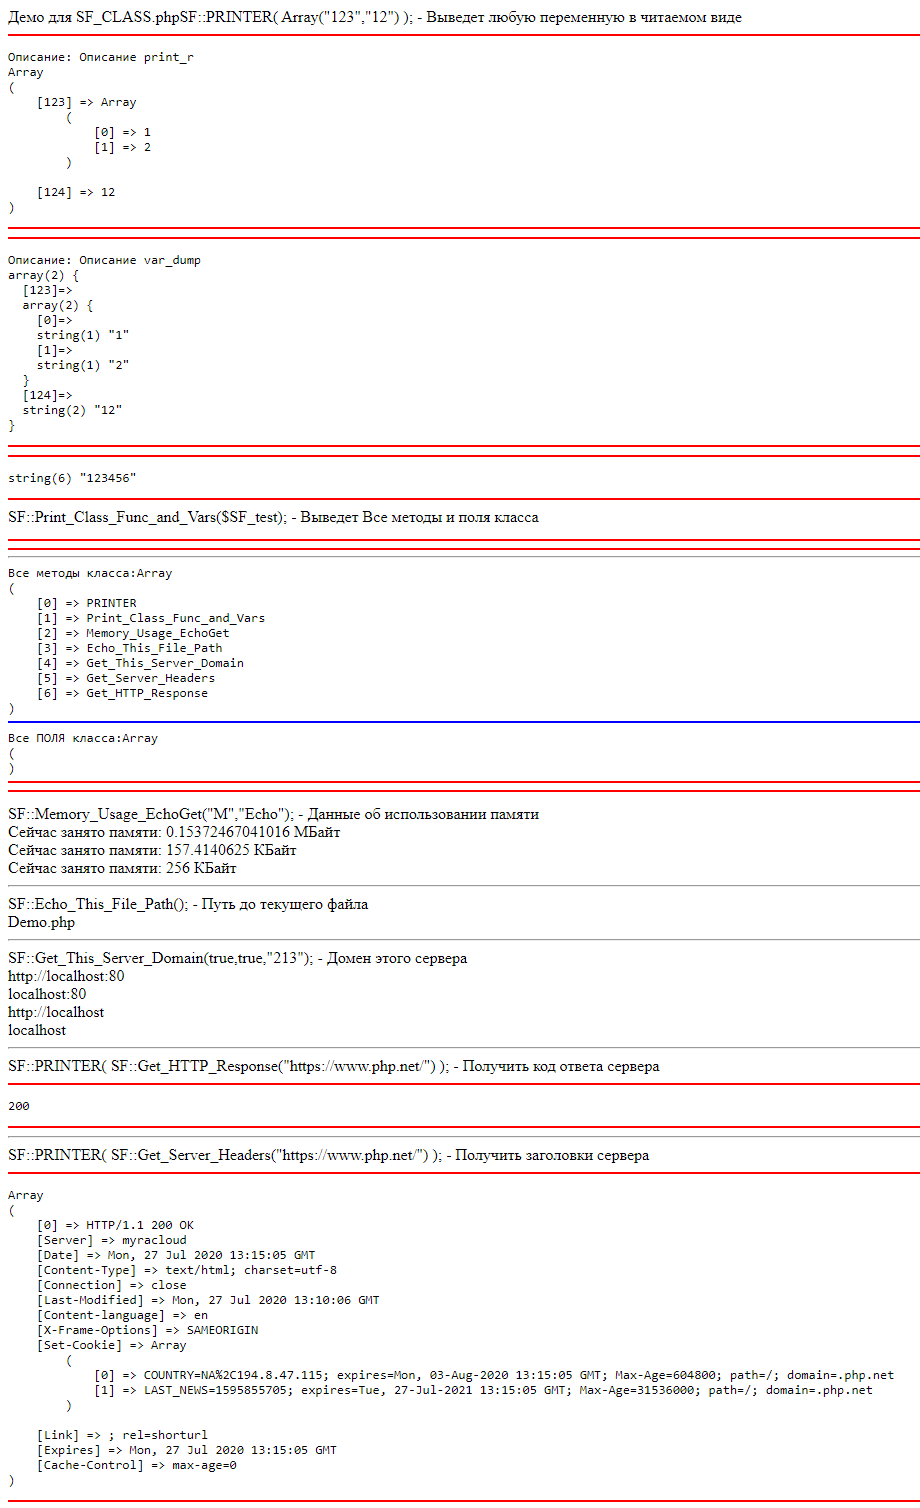 Демо для SF_CLASS.phpSF::PRINTER( Array("123","12") ); - Выведет любую переменную в читаемом виде
Описание: Описание print_r
Array
(
    [123] => Array
        (
            [0] => 1
            [1] => 2
        )
    [124] => 12
)
Описание: Описание var_dump
array(2) {
  [123]=>
  array(2) {
    [0]=>
    string(1) "1"
    [1]=>
    string(1) "2"
  }
  [124]=>
  string(2) "12"
}
string(6) "123456"
SF::Print_Class_Func_and_Vars($SF_test); - Выведет Все методы и поля класса
Все методы класса:Array
(
    [0] => PRINTER
    [1] => Print_Class_Func_and_Vars
    [2] => Memory_Usage_EchoGet
    [3] => Echo_This_File_Path
    [4] => Get_This_Server_Domain
    [5] => Get_Server_Headers
    [6] => Get_HTTP_Response
)
Все ПОЛЯ класса:Array
(
)
SF::Memory_Usage_EchoGet("M","Echo"); - Данные об использовании памяти
Сейчас занято памяти: 0.15372467041016 МБайт
Сейчас занято памяти: 157.4140625 КБайт
Сейчас занято памяти: 256 КБайт
SF::Echo_This_File_Path(); - Путь до текущего файла
Demo.php
SF::Get_This_Server_Domain(true,true,"213"); - Домен этого сервера
http://localhost:80
localhost:80
http://localhost
localhost
SF::PRINTER( SF::Get_HTTP_Response("https://www.php.net/") ); - Получить код ответа сервера
200
SF::PRINTER( SF::Get_Server_Headers("https://www.php.net/") ); - Получить заголовки сервера
Array
(
    [0] => HTTP/1.1 200 OK
    [Server] => myracloud
    [Date] => Mon, 27 Jul 2020 13:15:05 GMT
    [Content-Type] => text/html; charset=utf-8
    [Connection] => close
    [Last-Modified] => Mon, 27 Jul 2020 13:10:06 GMT
    [Content-language] => en
    [X-Frame-Options] => SAMEORIGIN
    [Set-Cookie] => Array
        (
            [0] => COUNTRY=NA%2C194.8.47.115; expires=Mon, 03-Aug-2020 13:15:05 GMT; Max-Age=604800; path=/; domain=.php.net
            [1] => LAST_NEWS=1595855705; expires=Tue, 27-Jul-2021 13:15:05 GMT; Max-Age=31536000; path=/; domain=.php.net
        )
    [Link] => ; rel=shorturl
    [Expires] => Mon, 27 Jul 2020 13:15:05 GMT
    [Cache-Control] => max-age=0
)